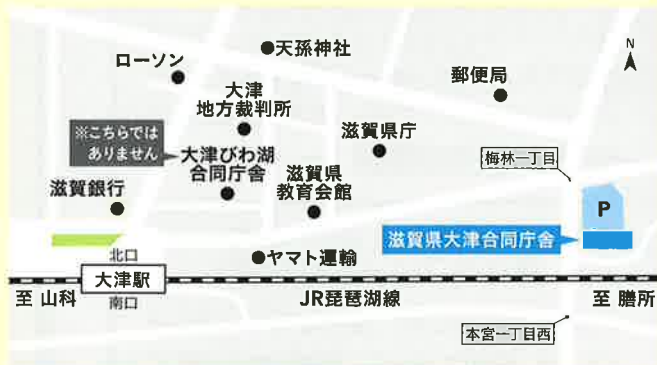 ●天孫神社
N
ローソン
郵便局
大津
地方裁判所
※こちらでは
ありません
滋賀県庁
大津びわ湖
合同庁舎
梅林一丁目
滋賀県
教育会館
滋賀銀行
P
滋賀県大津合同庁舎
北口
●ヤマト運輸
大津駅
至 山科
南口
JR琵琶湖線
至 膳所
本宮一丁目西